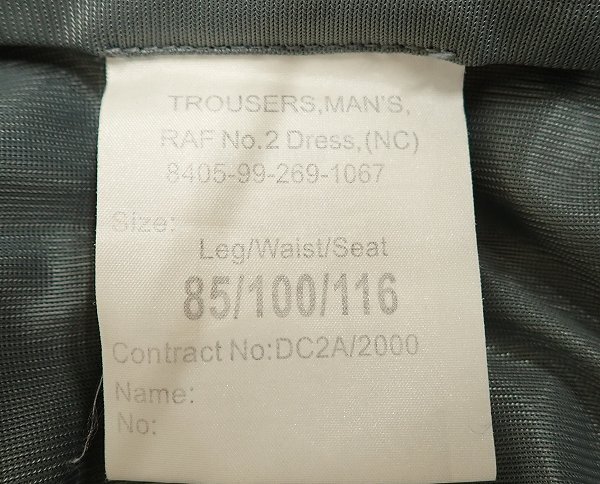 TROUSERS,MAN'S,
RAF No.2 Dress,(NC)
8405-99-269-1067
Size:
Leg/Waist/Seat
85/100/116
Contract No:DC2A/2000
Name:
No: